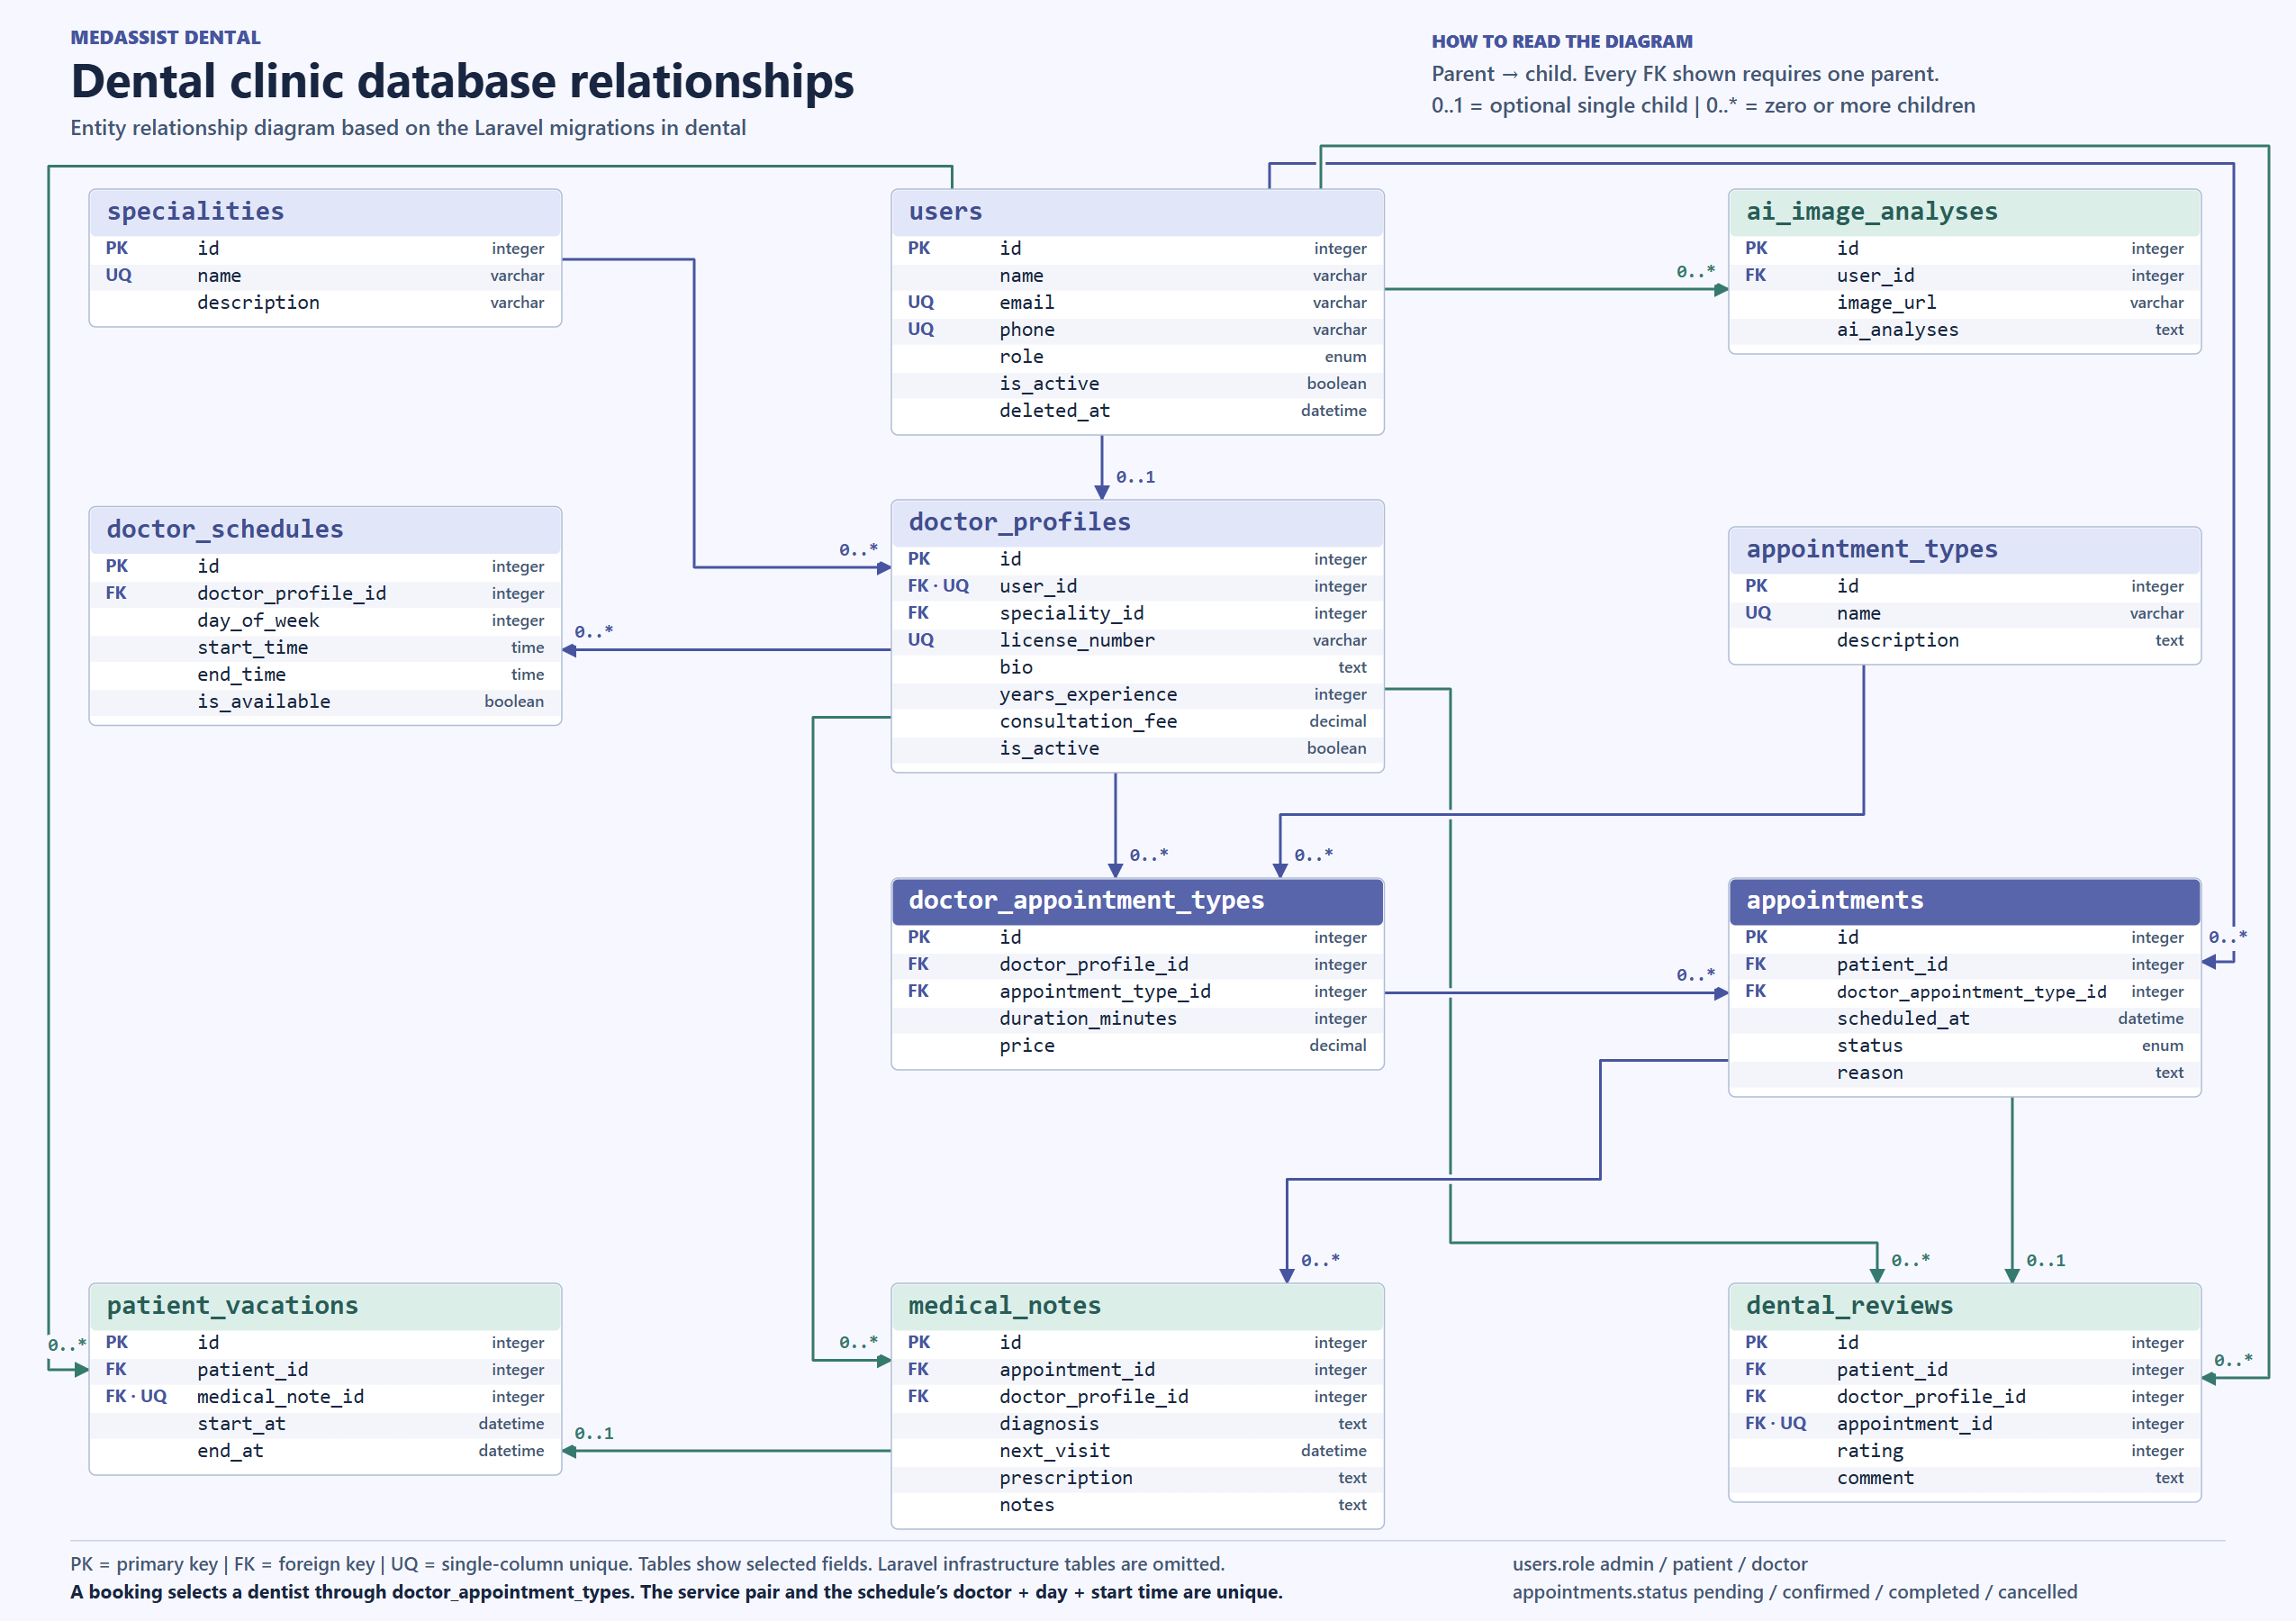 MEDASSIST DENTAL
Dental clinic database relationships
Entity relationship diagram based on the Laravel migrations in dental
HOW TO READ THE DIAGRAM
Parent → child. Every FK shown requires one parent.
0..1 = optional single child | 0..* = zero or more children
specialities
PK id integer
UQ name varchar
description varchar
users
PK id integer
name varchar
UQ email varchar
UQ phone varchar
role enum
is_active boolean
deleted_at datetime
0..*
ai_image_analyses
PK id integer
FK user_id integer
image_url varchar
ai_analyses text
0..1
doctor_schedules
PK id integer
FK doctor_profile_id integer
day_of_week integer
start_time time
end_time time
is_available boolean
0..*
0..*
doctor_profiles
PK id integer
FK · UQ user_id integer
FK speciality_id integer
UQ license_number varchar
bio text
years_experience integer
consultation_fee decimal
is_active boolean
appointment_types
PK id integer
UQ name varchar
description text
0..*
0..*
doctor_appointment_types
PK id integer
FK doctor_profile_id integer
FK appointment_type_id integer
duration_minutes integer
price decimal
0..*
appointments
PK id integer
FK patient_id integer
FK doctor_appointment_type_id integer
scheduled_at datetime
status enum
reason text
0..*
0..*
0..*
0..1
patient_vacations
0..*
PK id integer
FK patient_id integer
FK · UQ medical_note_id integer
start_at datetime
end_at datetime
0..1
0..*
medical_notes
PK id integer
FK appointment_id integer
FK doctor_profile_id integer
diagnosis text
next_visit datetime
prescription text
notes text
dental_reviews
PK id integer
FK patient_id integer
FK doctor_profile_id integer
FK · UQ appointment_id integer
rating integer
comment text
0..*
PK = primary key | FK = foreign key | UQ = single-column unique. Tables show selected fields. Laravel infrastructure tables are omitted.
A booking selects a dentist through doctor_appointment_types. The service pair and the schedule’s doctor + day + start time are unique.
users.role admin / patient / doctor
appointments.status pending / confirmed / completed / cancelled